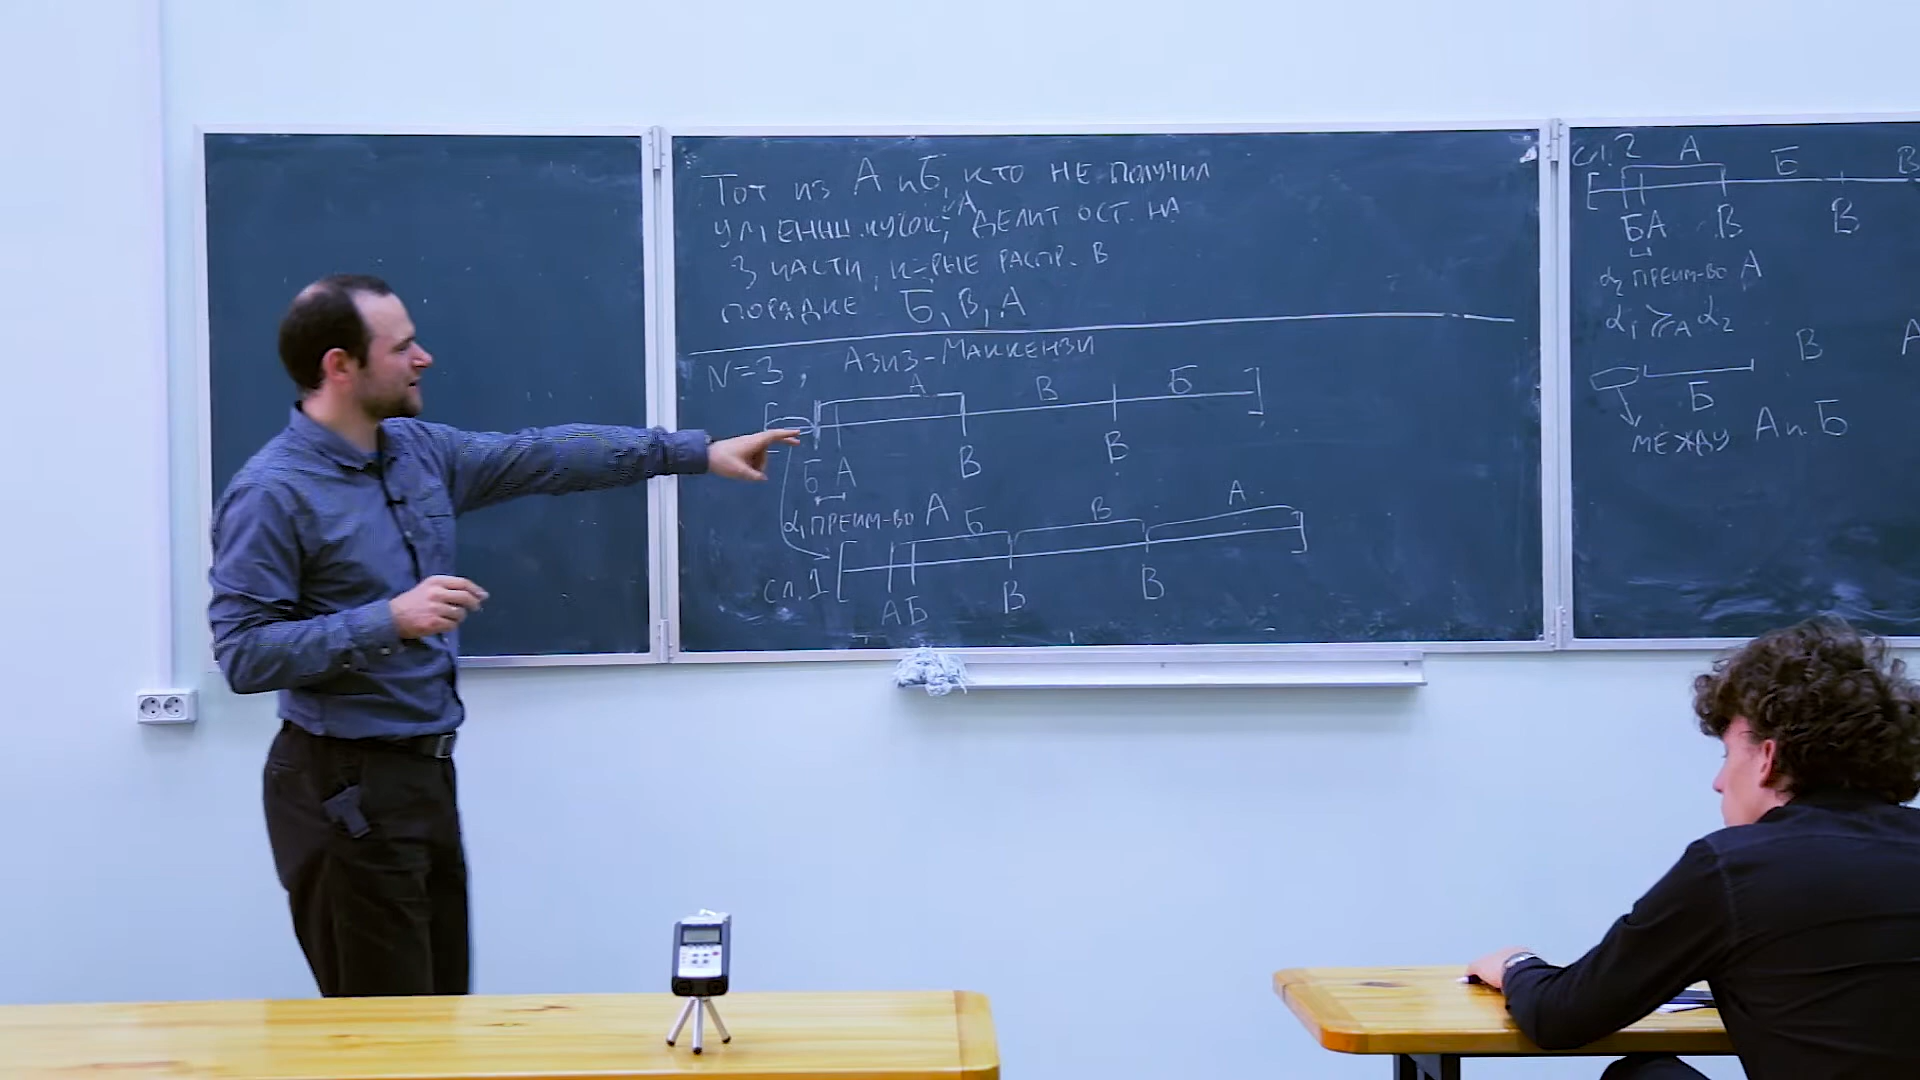 Тот из А и Б, кто не получил
уменьш. кусок, "А", делит ост. на
3 части, к-рые распр. в
порядке Б, В, А
N=3, Азиз-Маккензи
А В Б
Б А В В
α₁ преим-во А
Б В А
сл.1
А Б В В
сл.2 А Б В
Б А В В
α₂ преим-во А
α₁ ⩾_A α₂
В А
Б
между А и Б